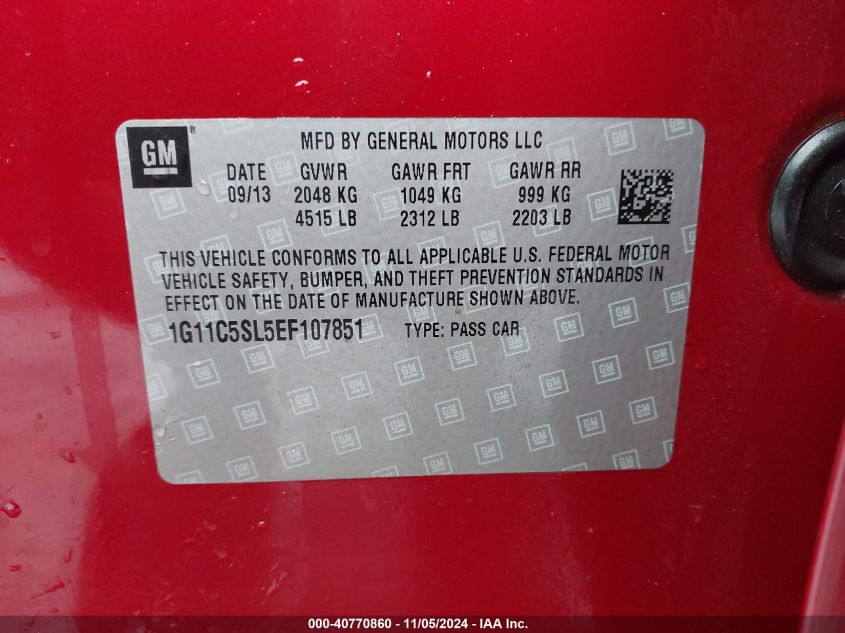 GM ®
MFD BY GENERAL MOTORS LLC
DATE GVWR GAWR FRT GAWR RR
09/13 2048 KG 1049 KG 999 KG
4515 LB 2312 LB 2203 LB
THIS VEHICLE CONFORMS TO ALL APPLICABLE U.S. FEDERAL MOTOR
VEHICLE SAFETY, BUMPER, AND THEFT PREVENTION STANDARDS IN
EFFECT ON THE DATE OF MANUFACTURE SHOWN ABOVE.
1G11C5SL5EF107851 TYPE: PASS CAR
000-40770860 - 11/05/2024 - IAA Inc.